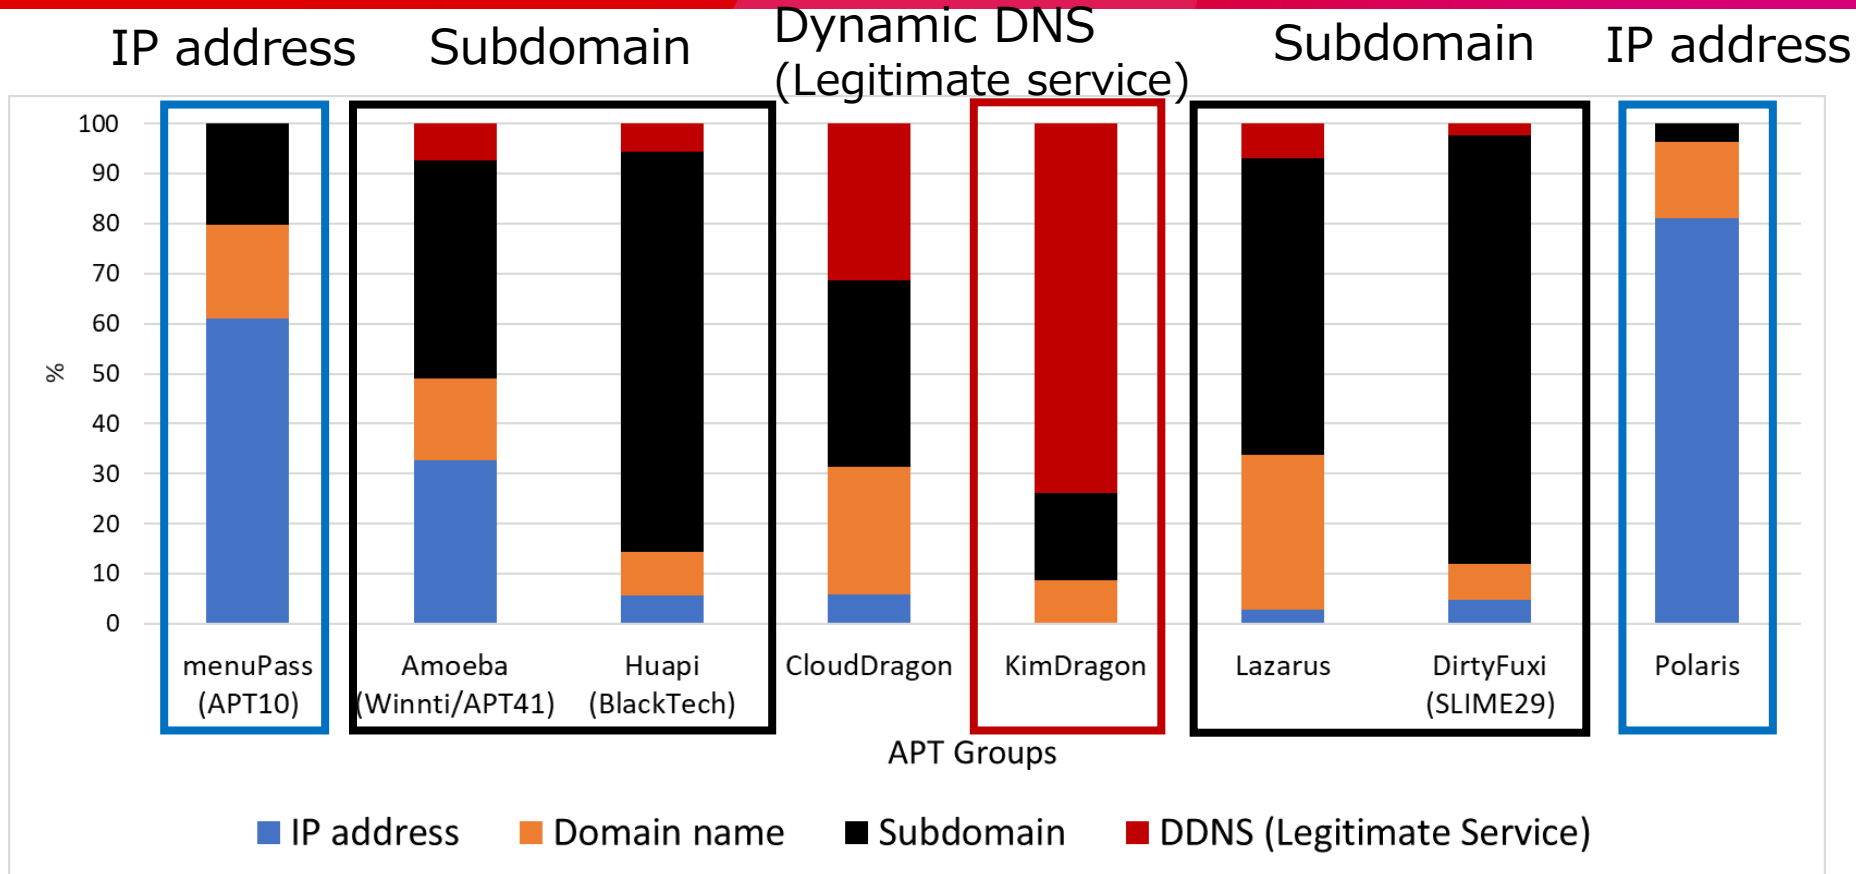 IP address
Subdomain
Dynamic DNS
(Legitimate service)
Subdomain
IP address
100
90
80
70
60
50
40
30
20
10
0
%
menuPass
(APT10)
Amoeba
(Winnti/APT41)
Huapi
(BlackTech)
CloudDragon
KimDragon
Lazarus
DirtyFuxi
(SLIME29)
Polaris
APT Groups
IP address
Domain name
Subdomain
DDNS (Legitimate Service)